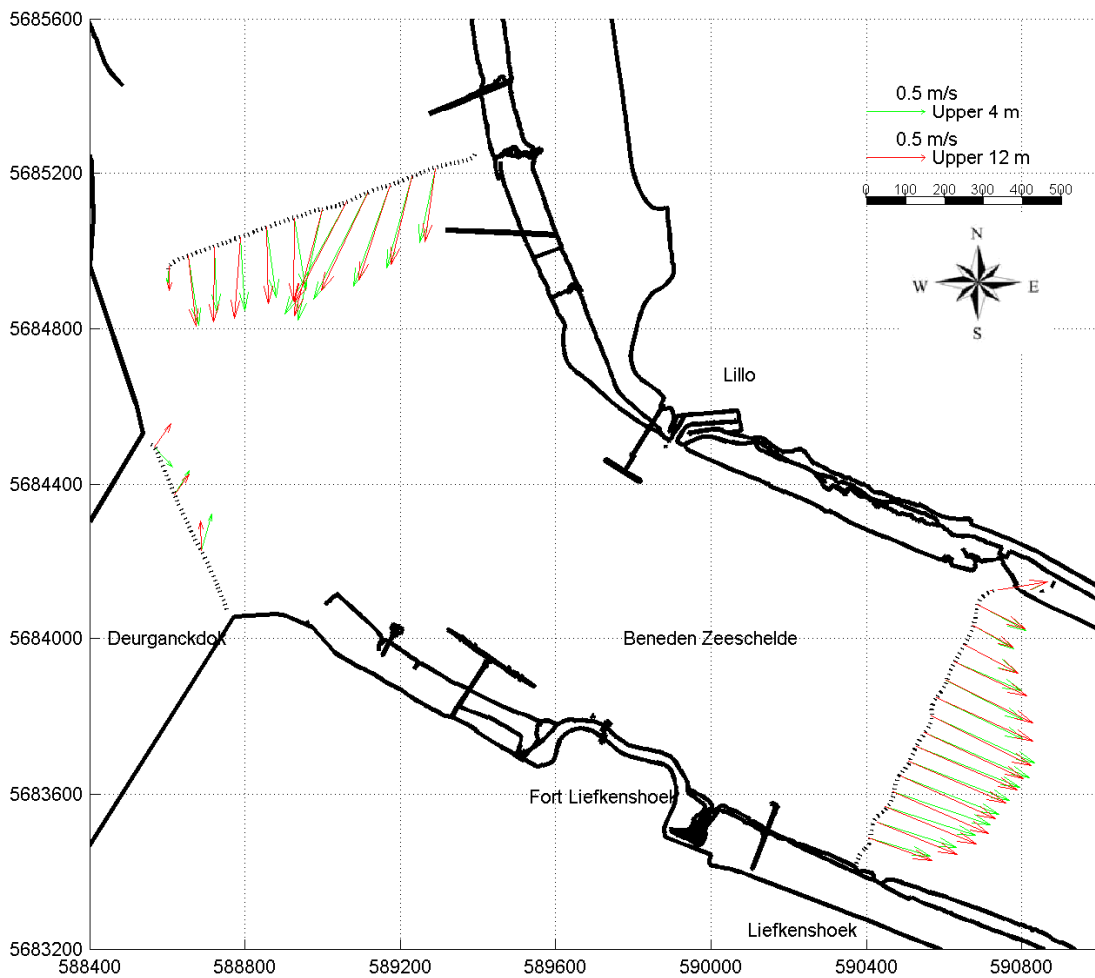 5685600
0.5 m/s
Upper 4 m
0.5 m/s
Upper 12 m
5685200
0 100 200 300 400 500
N
W E
S
5684800
Lillo
5684400
5684000
Deurganckdok
Beneden Zeeschelde
5683600
Fort Liefkenshoek
Liefkenshoek
5683200
588400 588800 589200 589600 590000 590400 590800